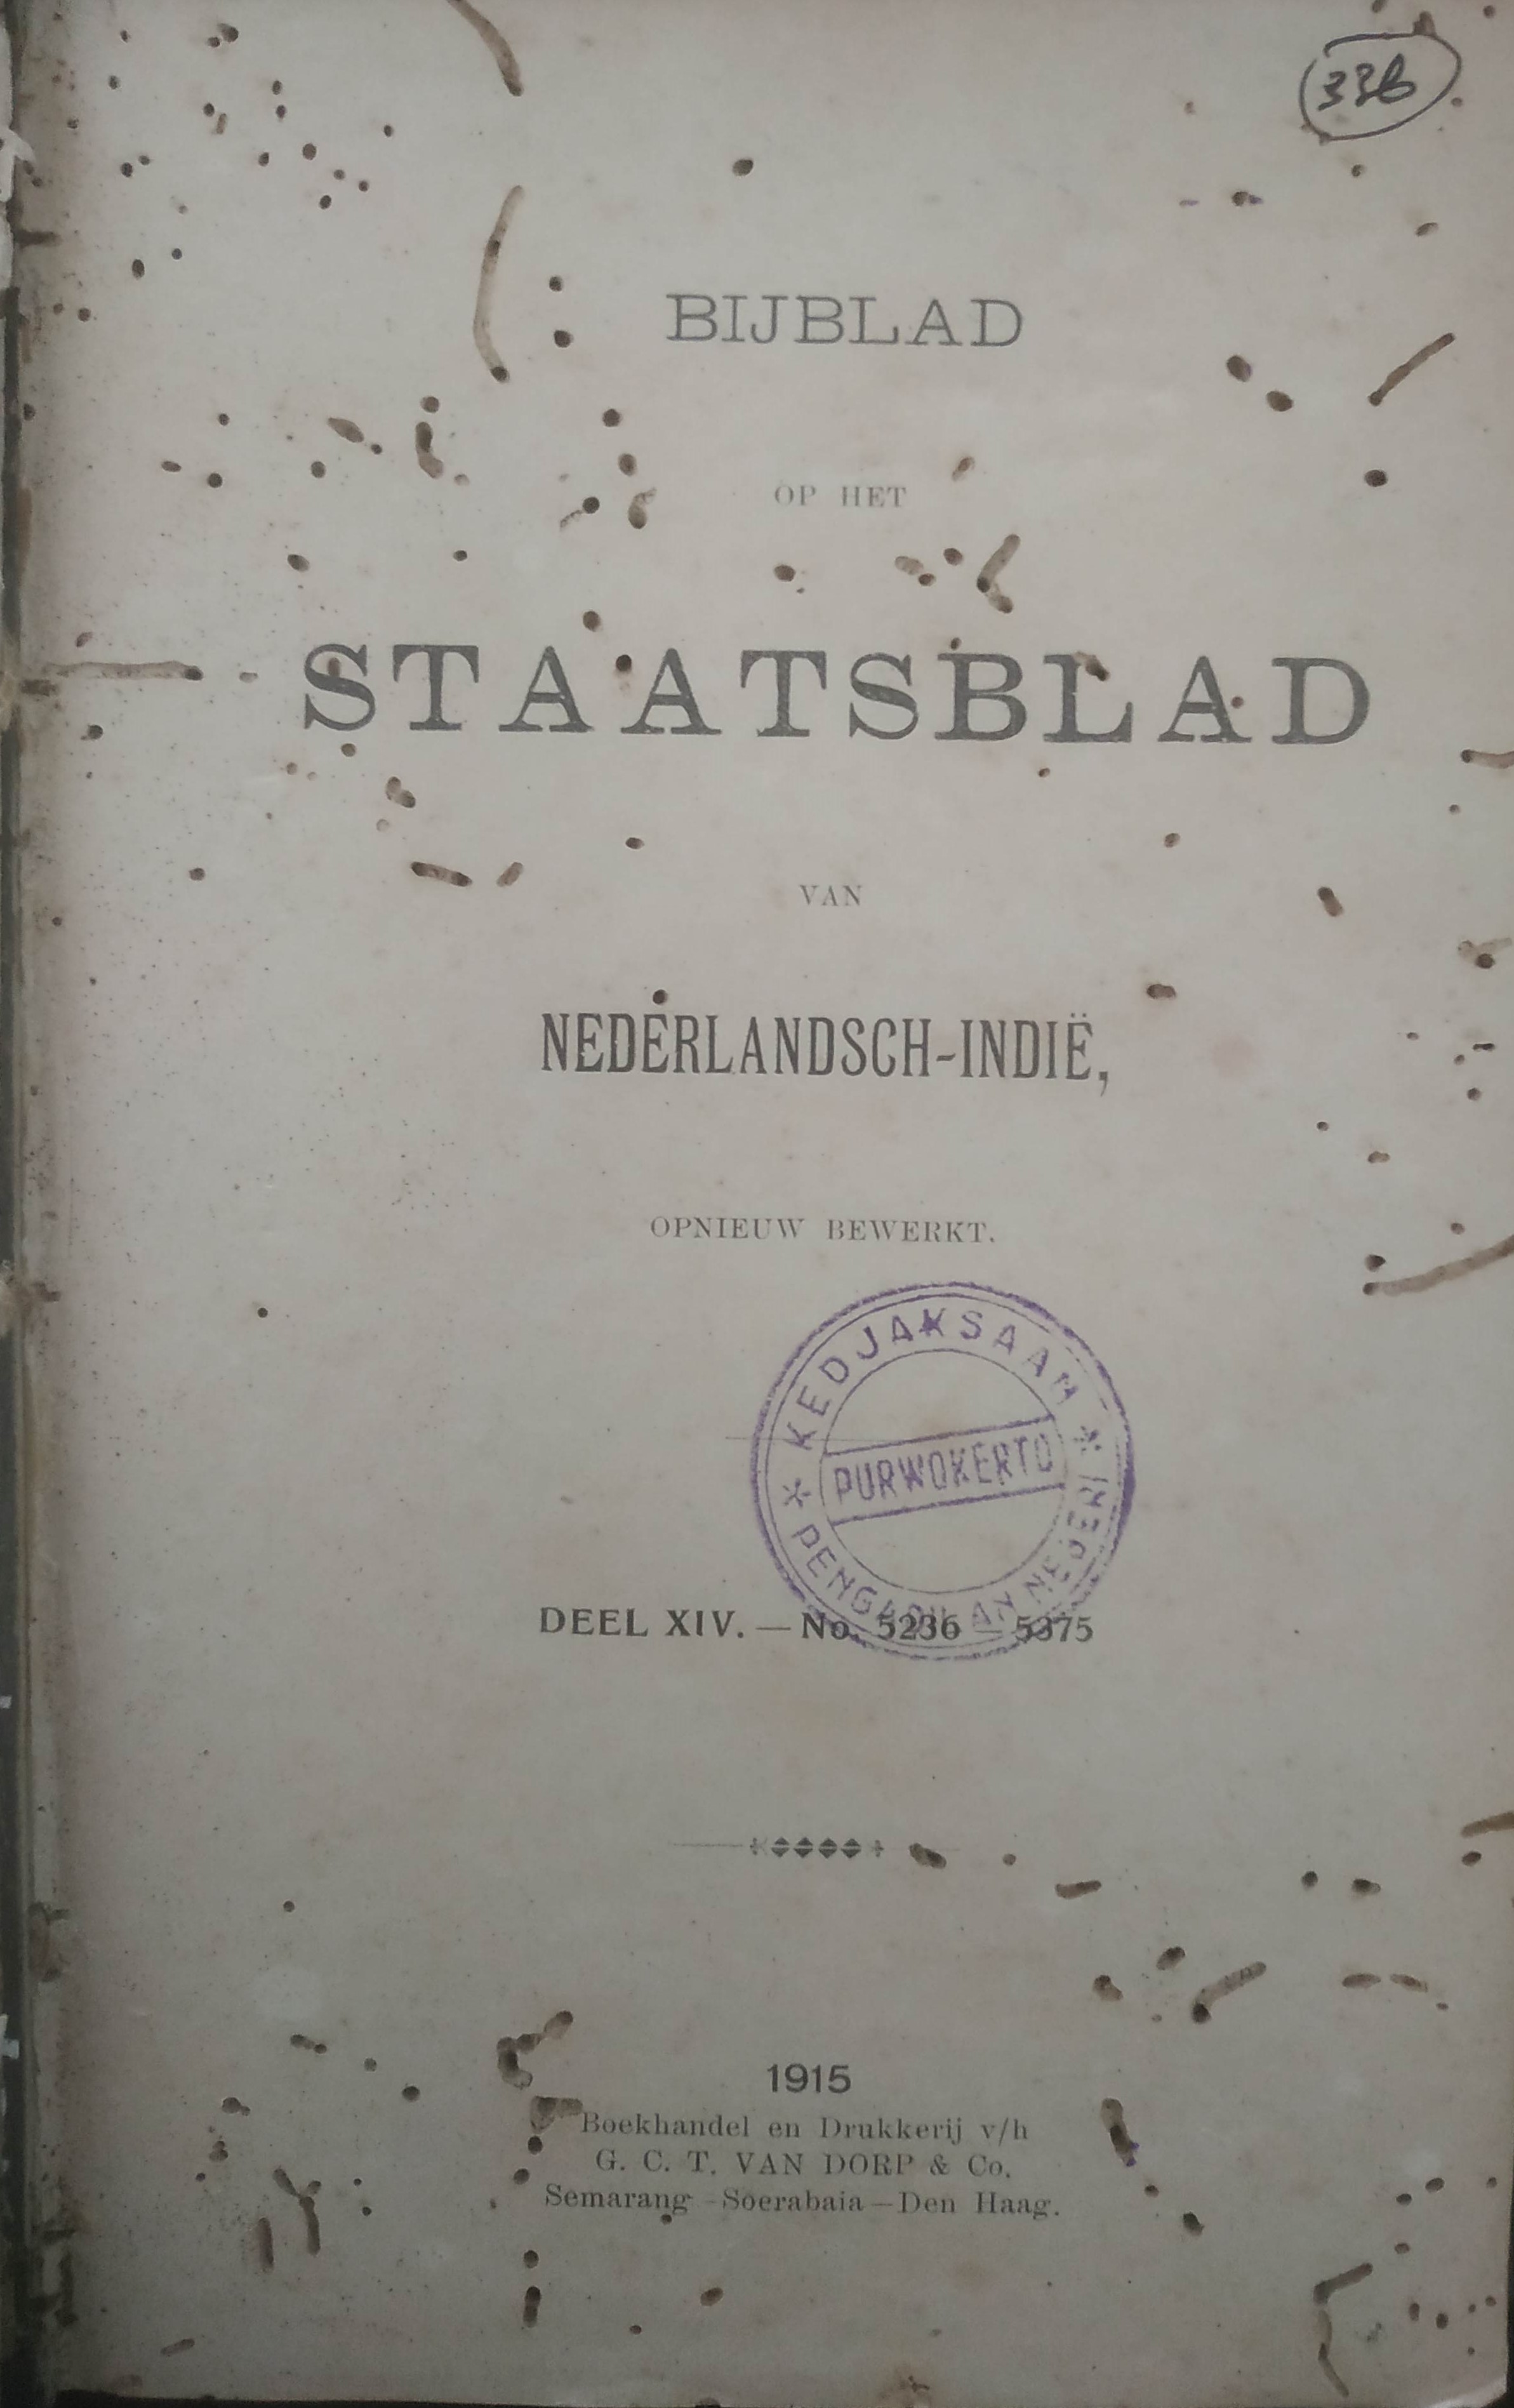 336
BIJBLAD
OP HET
STAATSBLAD
VAN
NEDERLANDSCH-INDIË,
OPNIEUW BEWERKT.
* KEDJAKSAAN *
PURWOKERTO
PENGADILAN NEGERI
DEEL XIV. — No. 5236 — 5375
1915
Boekhandel en Drukkerij v/h
G. C. T. VAN DORP & Co.
Semarang—Soerabaia—Den Haag.